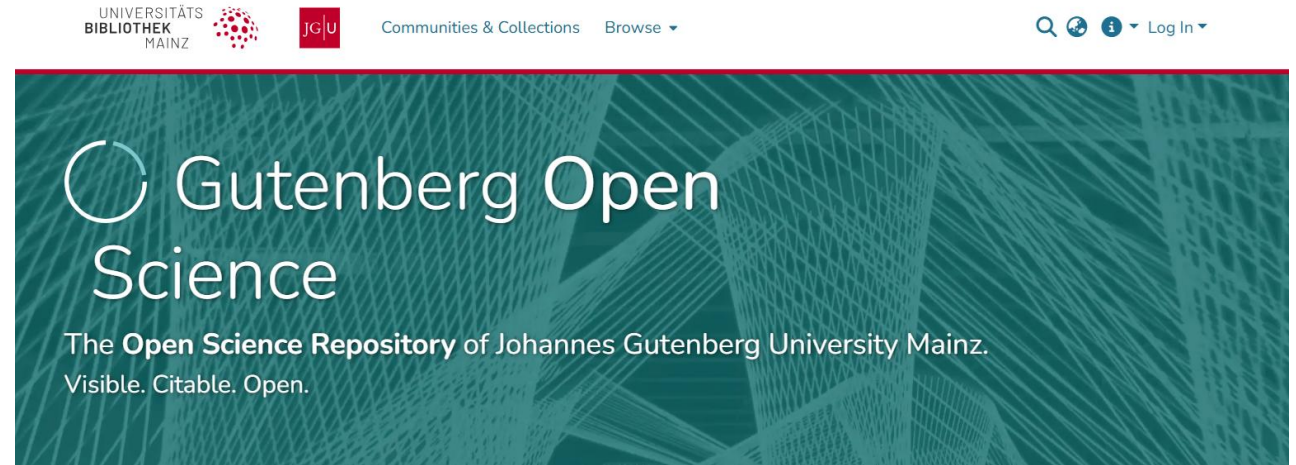 UNIVERSITÄTS
BIBLIOTHEK
MAINZ
JG|U
Communities & Collections Browse
Log In
Gutenberg Open
Science
The Open Science Repository of Johannes Gutenberg University Mainz.
Visible. Citable. Open.